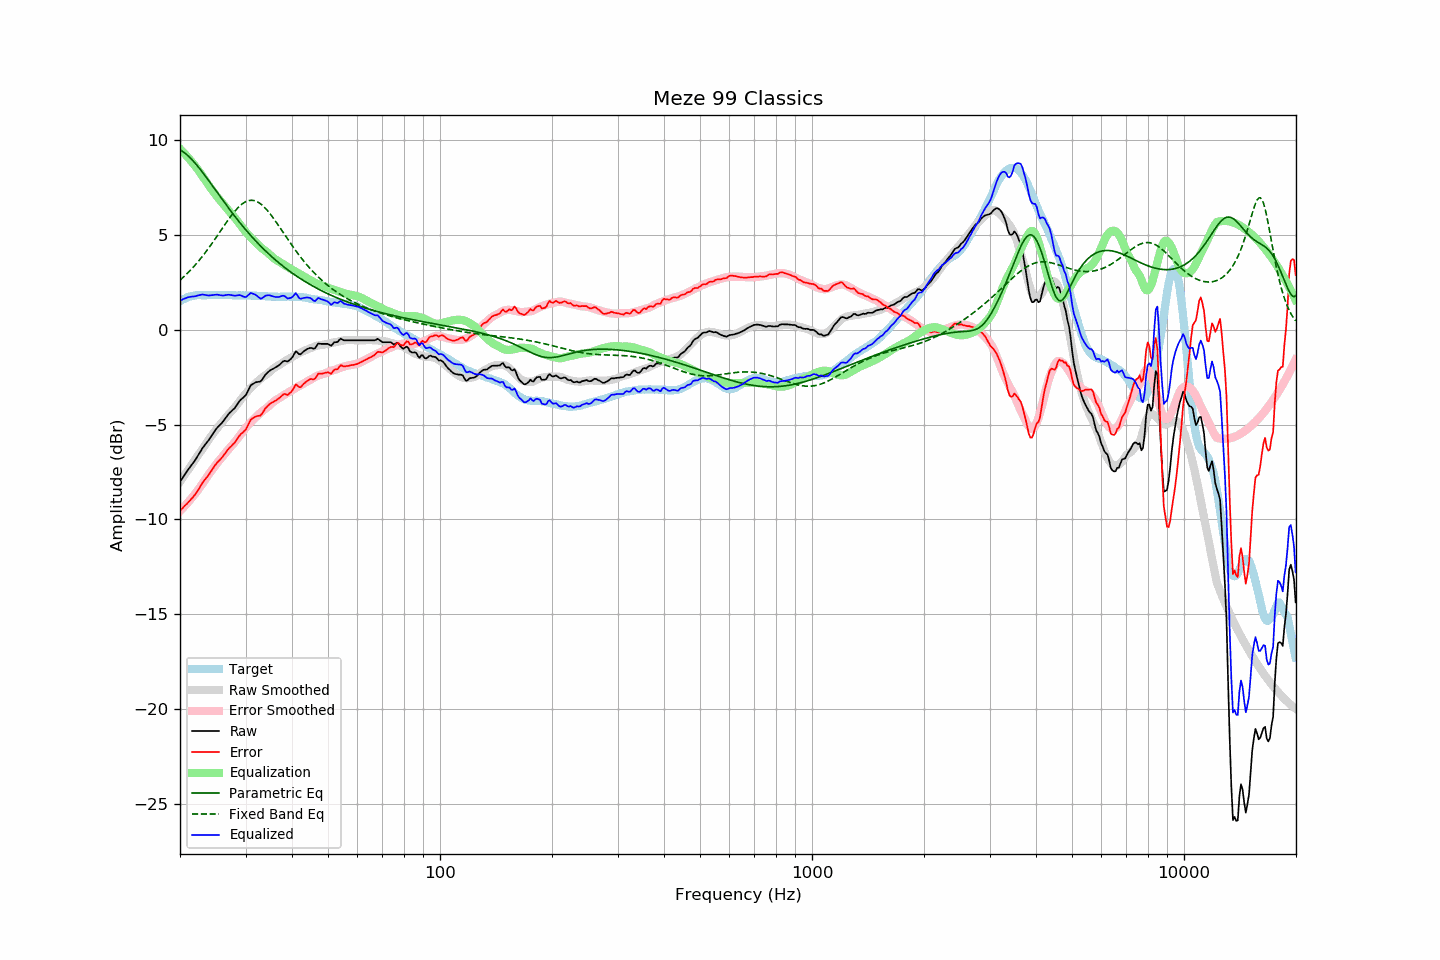 Meze 99 Classics
10
5
0
−5
−10
−15
−20
−25
Amplitude (dBr)
Target
Raw Smoothed
Error Smoothed
Raw
Error
Equalization
Parametric Eq
Fixed Band Eq
Equalized
100
1000
10000
Frequency (Hz)